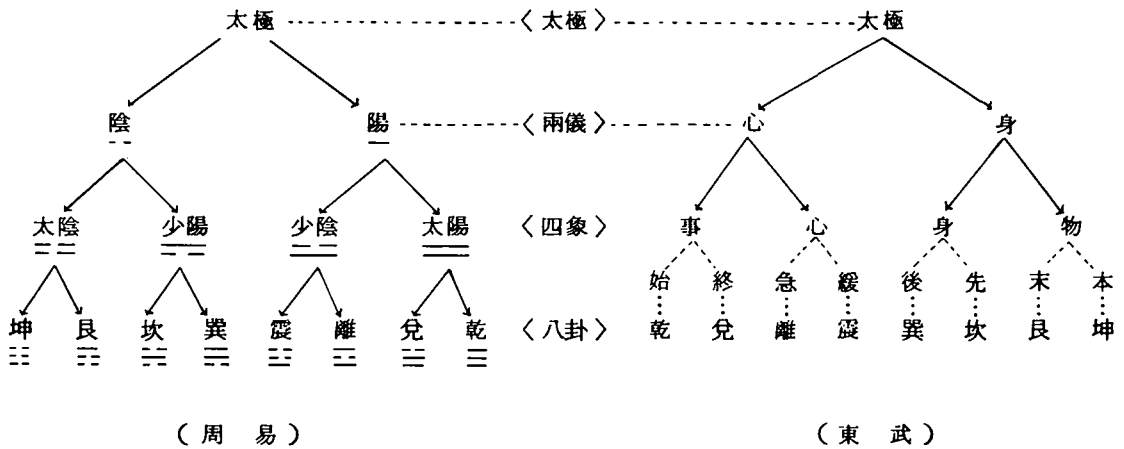 太極 〈太極〉 太極
陰 陽 〈兩儀〉 心 身
太陰 少陽 少陰 太陽 〈四象〉 事 心 身 物
始 終 急 緩 後 先 末 本
坤 艮 坎 巽 震 離 兌 乾 〈八卦〉 乾 兌 離 震 巽 坎 艮 坤
(周 易) (東 武)